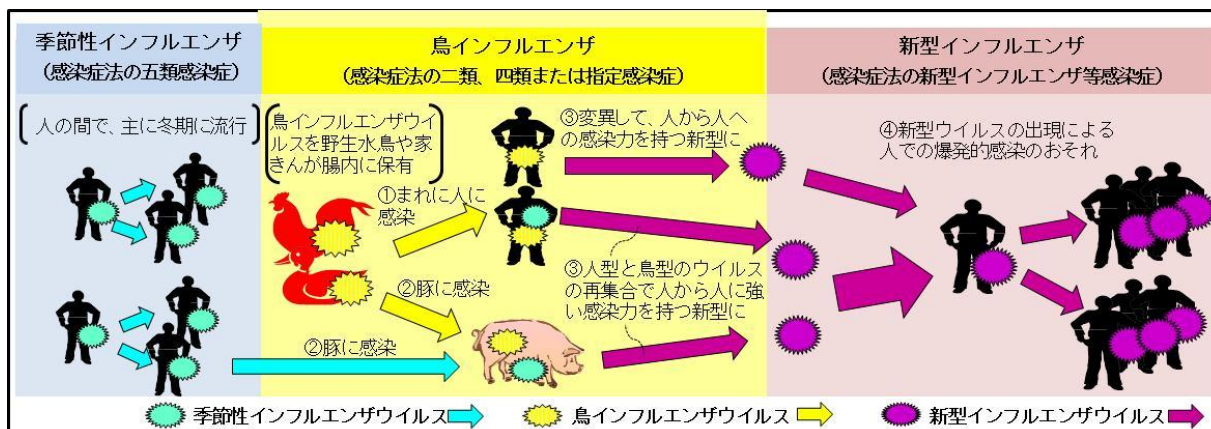 季節性インフルエンザ
(感染症法の五類感染症)
鳥インフルエンザ
(感染症法の二類、四類または指定感染症)
新型インフルエンザ
(感染症法の新型インフルエンザ等感染症)
人の間で、主に冬期に流行
鳥インフルエンザウイ
ルスを野生水鳥や家
きんが腸内に保有
①まれに人に
感染
②豚に感染
②豚に感染
③変異して、人から人へ
の感染力を持つ新型に
③人型と鳥型のウイルス
の再集合で人から人に強
い感染力を持つ新型に
④新型ウイルスの出現による
人での爆発的感染のおそれ
季節性インフルエンザウイルス
鳥インフルエンザウイルス
新型インフルエンザウイルス